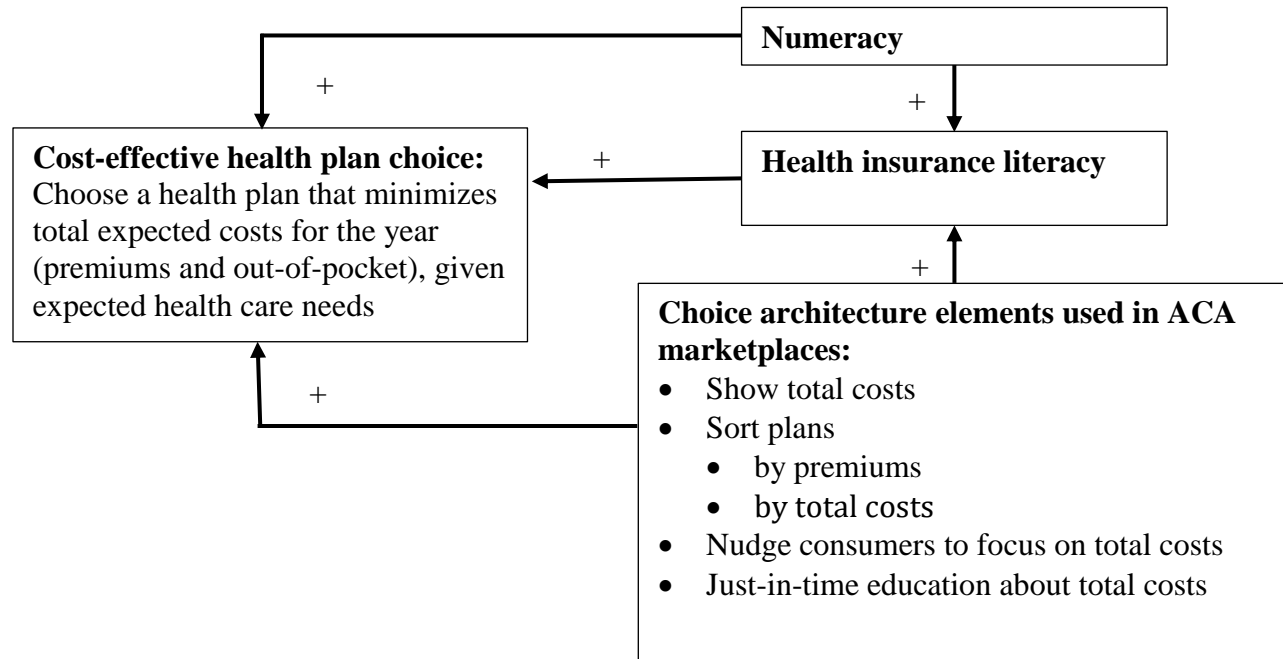 Numeracy
+
+
Cost-effective health plan choice:
Choose a health plan that minimizes
total expected costs for the year
(premiums and out-of-pocket), given
expected health care needs
+
Health insurance literacy
+
Choice architecture elements used in ACA
marketplaces:
• Show total costs
• Sort plans
• by premiums
• by total costs
• Nudge consumers to focus on total costs
• Just-in-time education about total costs
+